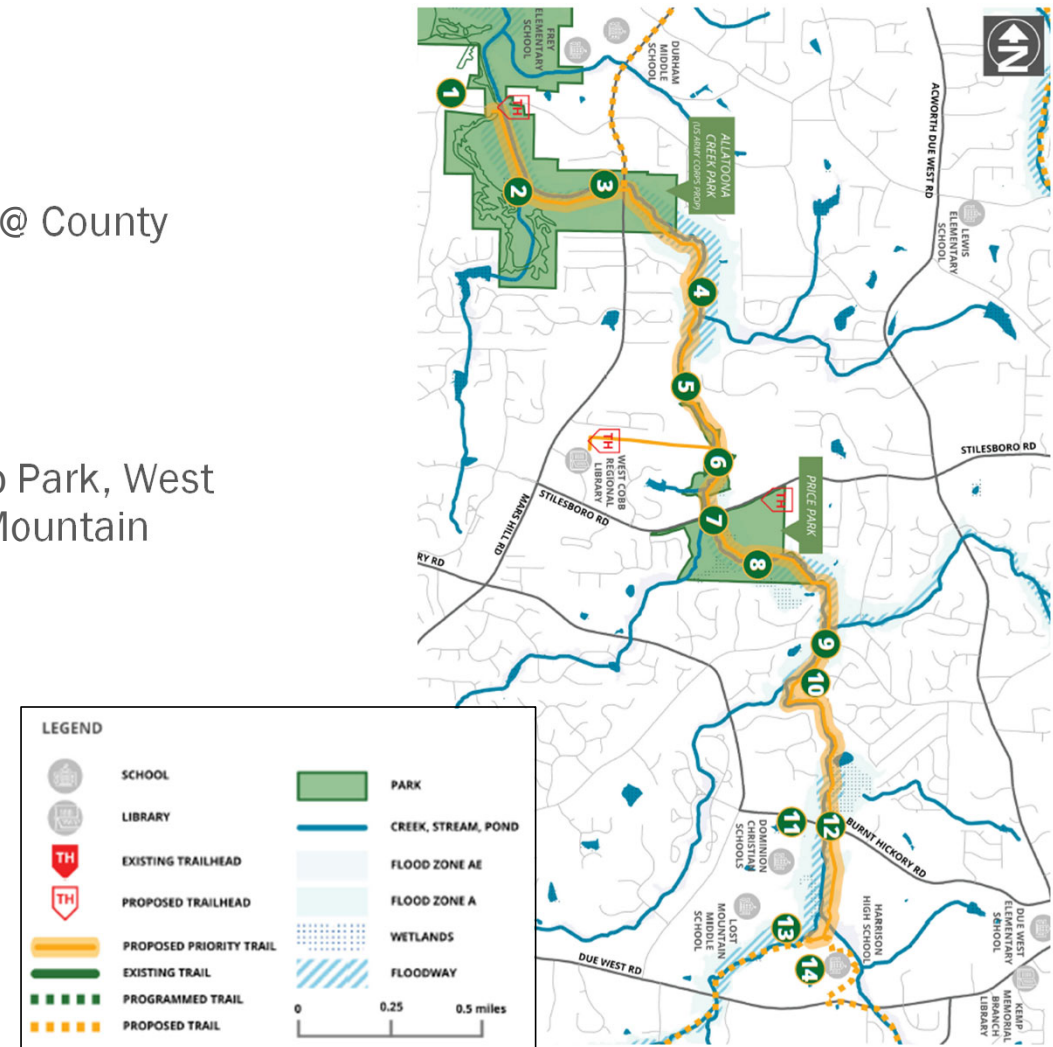 @ County
o Park, West
Mountain
N
FREY
ELEMENTARY
SCHOOL
DURHAM
MIDDLE
SCHOOL
ACWORTH DUE WEST RD
1
TH
ALLATOONA
CREEK PARK
(US ARMY CORPS PROP)
2
3
LEWIS
ELEMENTARY
SCHOOL
4
5
6
TH
WEST COBB
REGIONAL
LIBRARY
STILESBORO RD
PRICE PARK
TH
MARS HILL RD
STILESBORO RD
7
8
RY RD
9
10
11
12
BURNT HICKORY RD
DOMINION
CHRISTIAN
SCHOOLS
LOST
MOUNTAIN
MIDDLE
SCHOOL
13
14
HARRISON
HIGH SCHOOL
DUE WEST
ELEMENTARY
SCHOOL
KEMP
MEMORIAL
BRANCH
LIBRARY
DUE WEST RD
LEGEND
SCHOOL
LIBRARY
TH
EXISTING TRAILHEAD
TH
PROPOSED TRAILHEAD
PROPOSED PRIORITY TRAIL
EXISTING TRAIL
PROGRAMMED TRAIL
PROPOSED TRAIL
PARK
CREEK, STREAM, POND
FLOOD ZONE AE
FLOOD ZONE A
WETLANDS
FLOODWAY
0 0.25 0.5 miles